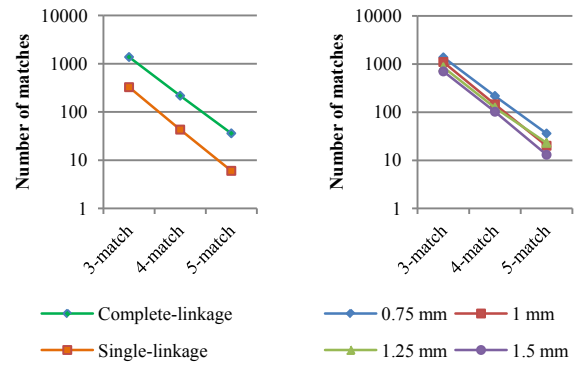 Number of matches
10000
1000
100
10
1
3-match
4-match
5-match
Complete-linkage
Single-linkage
Number of matches
10000
1000
100
10
1
3-match
4-match
5-match
0.75 mm
1 mm
1.25 mm
1.5 mm